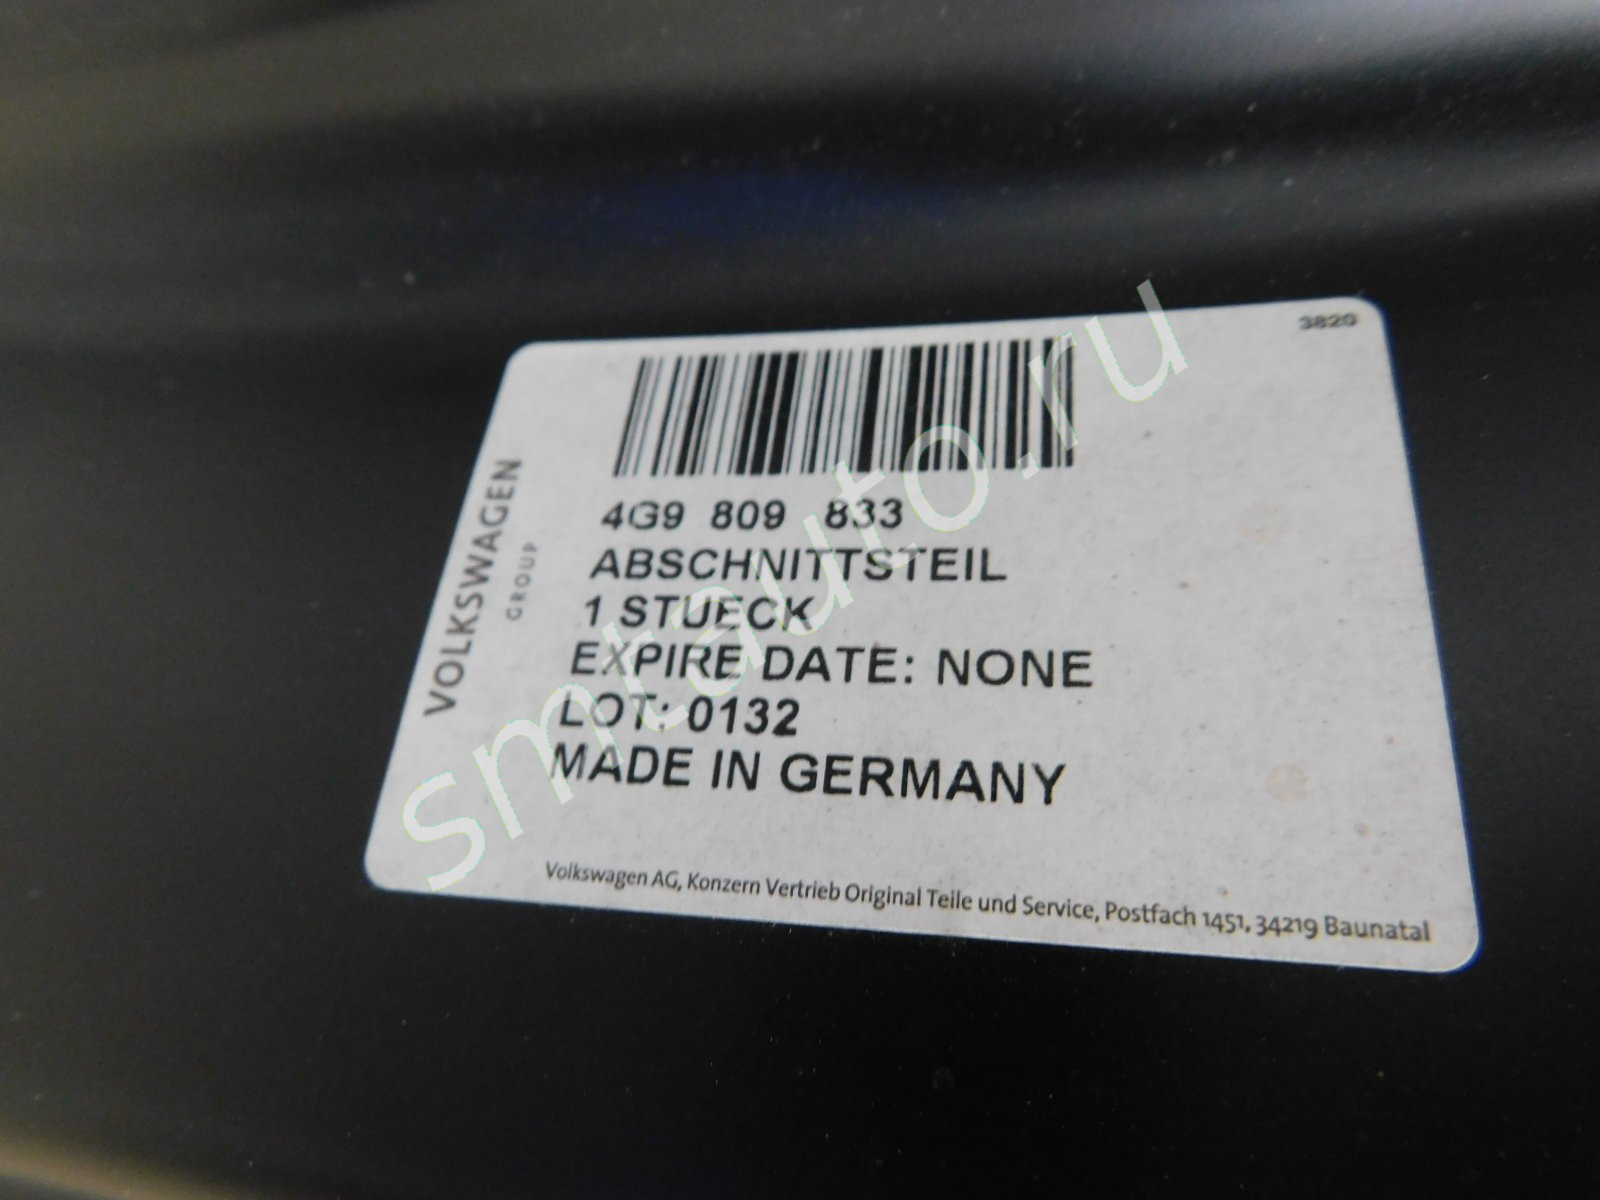 3820
4G9 809 833
ABSCHNITTSTEIL
1 STUECK
EXPIRE DATE: NONE
LOT: 0132
MADE IN GERMANY
VOLKSWAGEN
GROUP
Volkswagen AG, Konzern Vertrieb Original Teile und Service, Postfach 1451, 34219 Baunatal
smtauto.ru